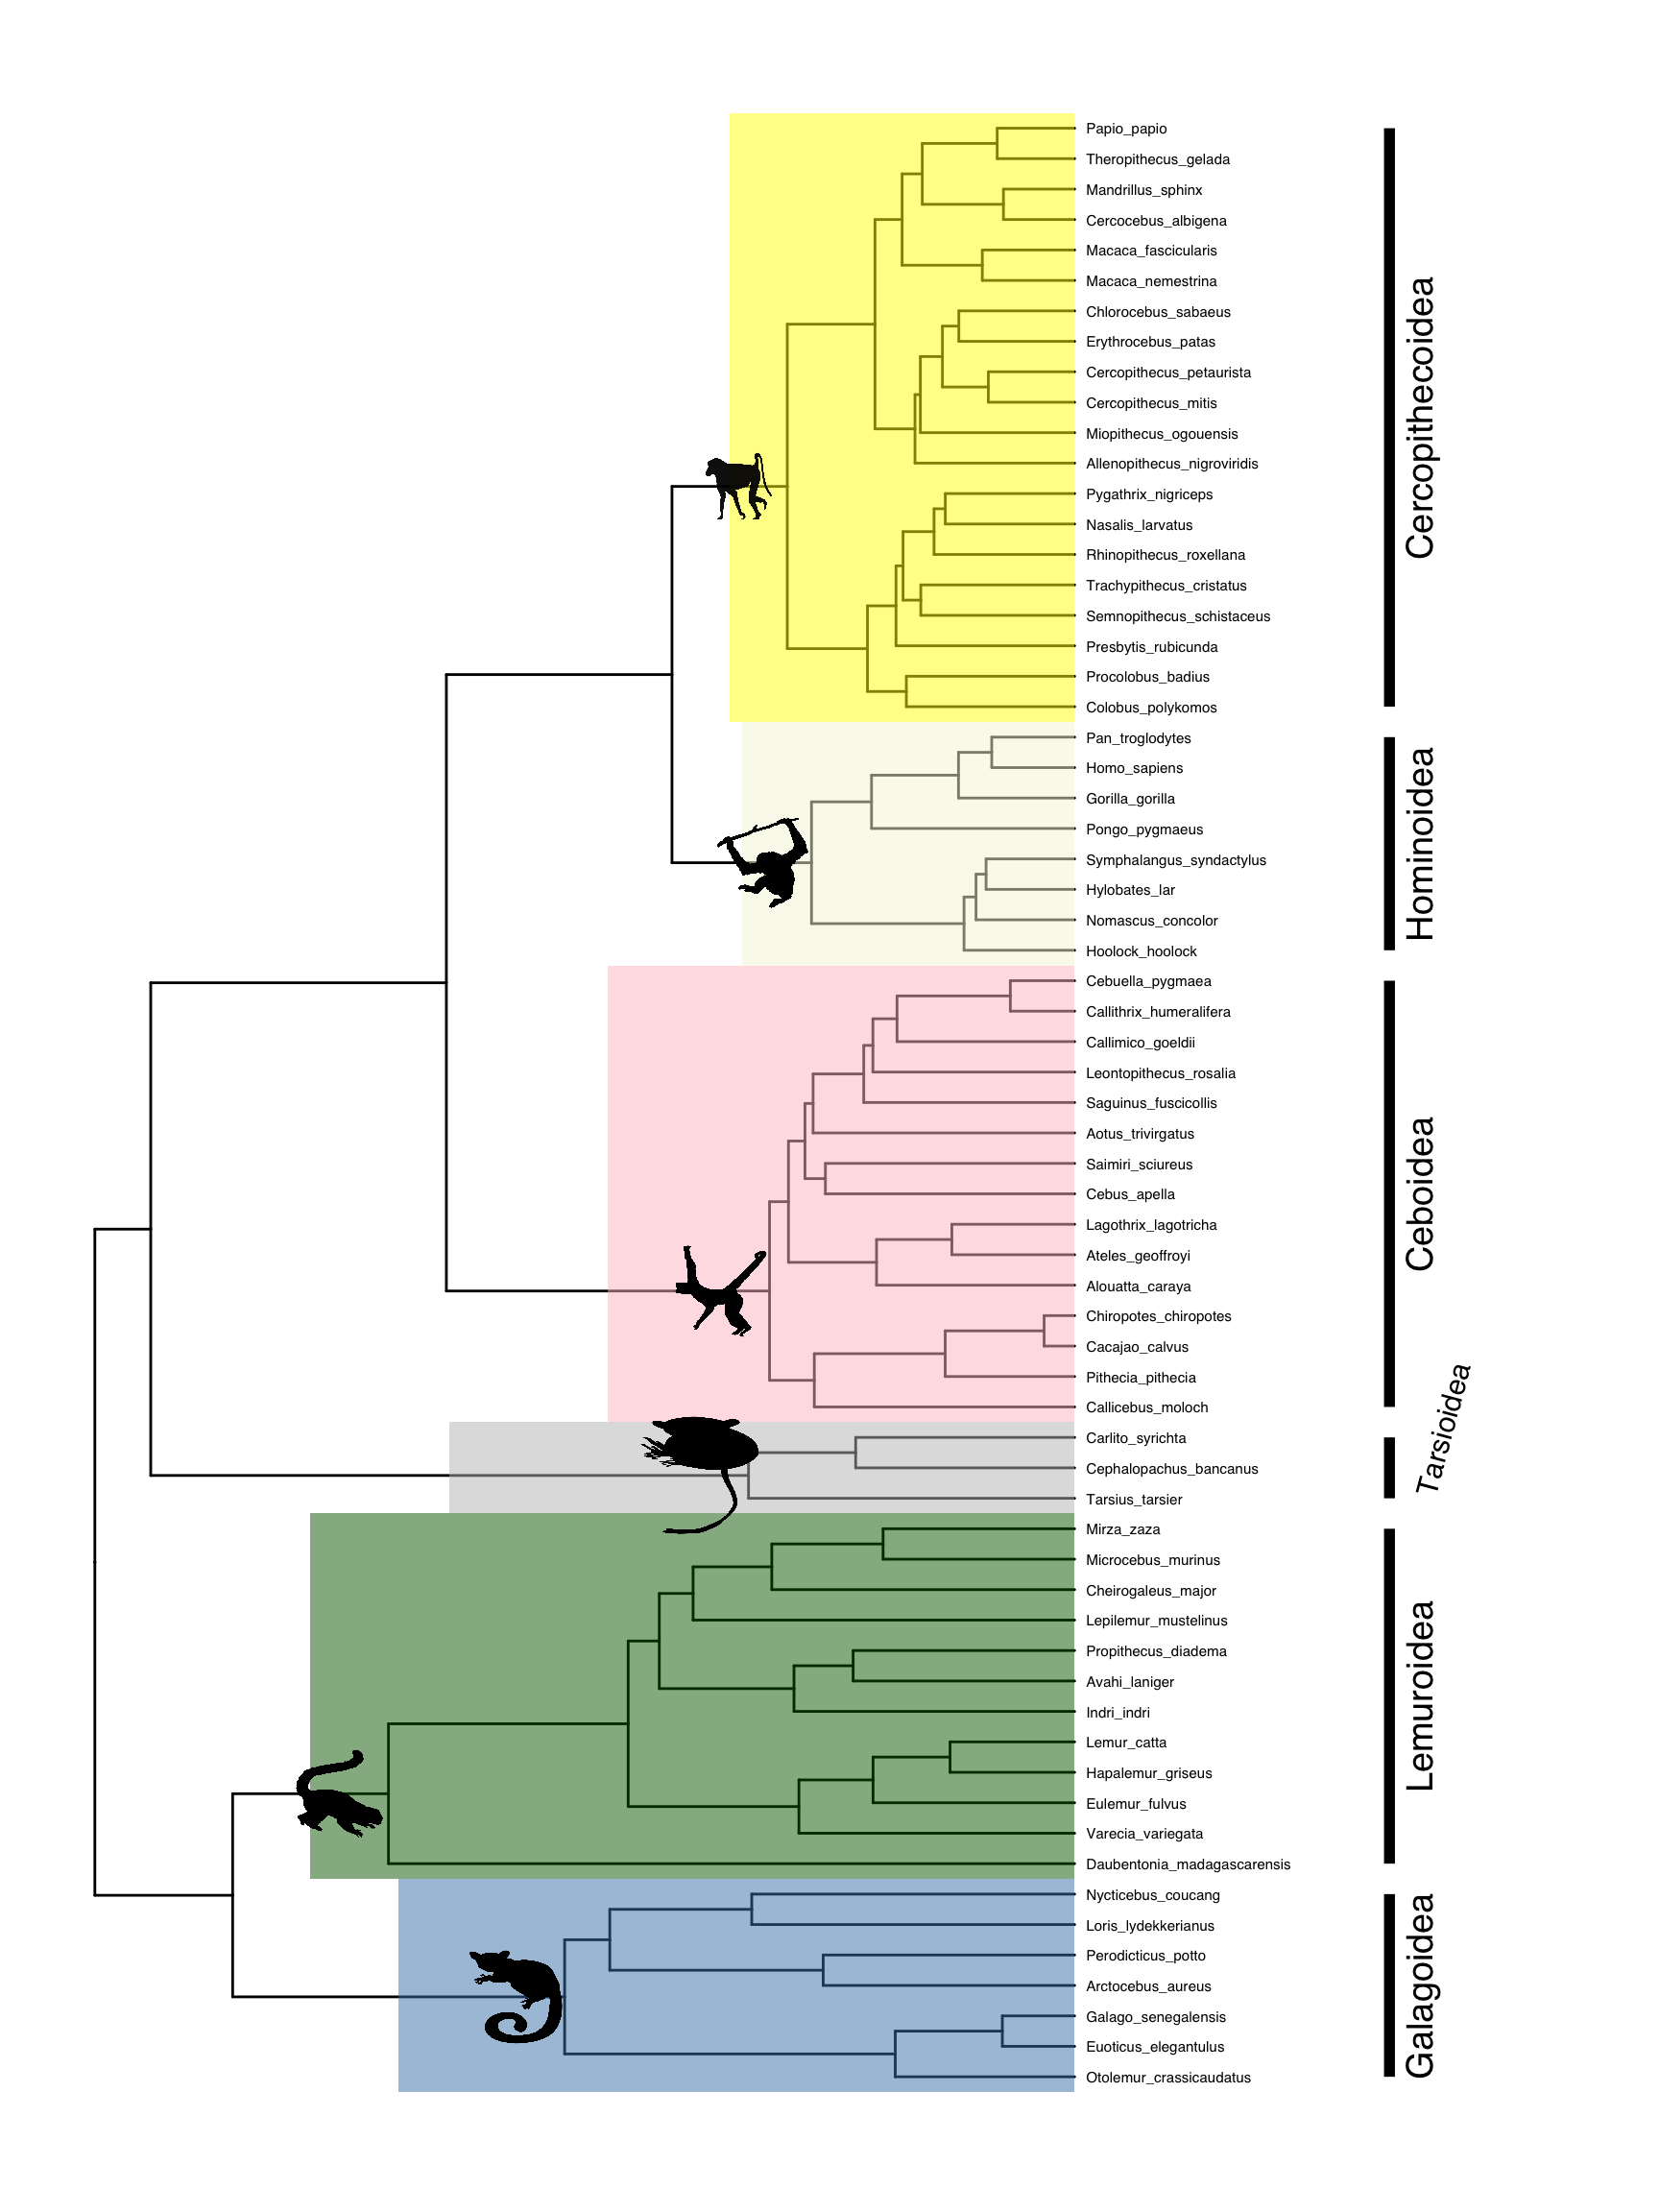 Papio_papio
Theropithecus_gelada
Mandrillus_sphinx
Cercocebus_albigena
Macaca_fascicularis
Macaca_nemestrina
Chlorocebus_sabaeus
Erythrocebus_patas
Cercopithecus_petaurista
Cercopithecus_mitis
Miopithecus_ogouensis
Allenopithecus_nigroviridis
Pygathrix_nigriceps
Nasalis_larvatus
Rhinopithecus_roxellana
Trachypithecus_cristatus
Semnopithecus_schistaceus
Presbytis_rubicunda
Procolobus_badius
Colobus_polykomos
Cercopithecoidea
Pan_troglodytes
Homo_sapiens
Gorilla_gorilla
Pongo_pygmaeus
Symphalangus_syndactylus
Hylobates_lar
Nomascus_concolor
Hoolock_hoolock
Hominoidea
Cebuella_pygmaea
Callithrix_humeralifera
Callimico_goeldii
Leontopithecus_rosalia
Saguinus_fuscicollis
Aotus_trivirgatus
Saimiri_sciureus
Cebus_apella
Lagothrix_lagotricha
Ateles_geoffroyi
Alouatta_caraya
Chiropotes_chiropotes
Cacajao_calvus
Pithecia_pithecia
Callicebus_moloch
Ceboidea
Carlito_syrichta
Cephalopachus_bancanus
Tarsius_tarsier
Tarsioidea
Mirza_zaza
Microcebus_murinus
Cheirogaleus_major
Lepilemur_mustelinus
Propithecus_diadema
Avahi_laniger
Indri_indri
Lemur_catta
Hapalemur_griseus
Eulemur_fulvus
Varecia_variegata
Daubentonia_madagascarensis
Lemuroidea
Nycticebus_coucang
Loris_lydekkerianus
Perodicticus_potto
Arctocebus_aureus
Galago_senegalensis
Euoticus_elegantulus
Otolemur_crassicaudatus
Galagoidea